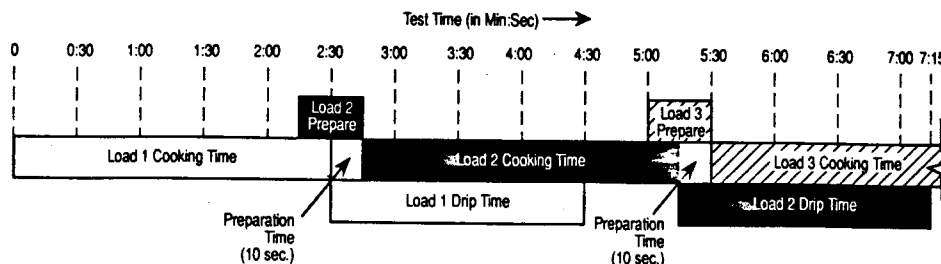 Test Time (in Min:Sec)
0 0:30 1:00 1:30 2:00 2:30 3:00 3:30 4:00 4:30 5:00 5:30 6:00 6:30 7:00 7:15
Load 2
Prepare
Load 3
Prepare
Load 1 Cooking Time
Load 2 Cooking Time
Load 3 Cooking Time
Load 1 Drip Time
Load 2 Drip Time
Preparation
Time
(10 sec.)
Preparation
Time
(10 sec.)